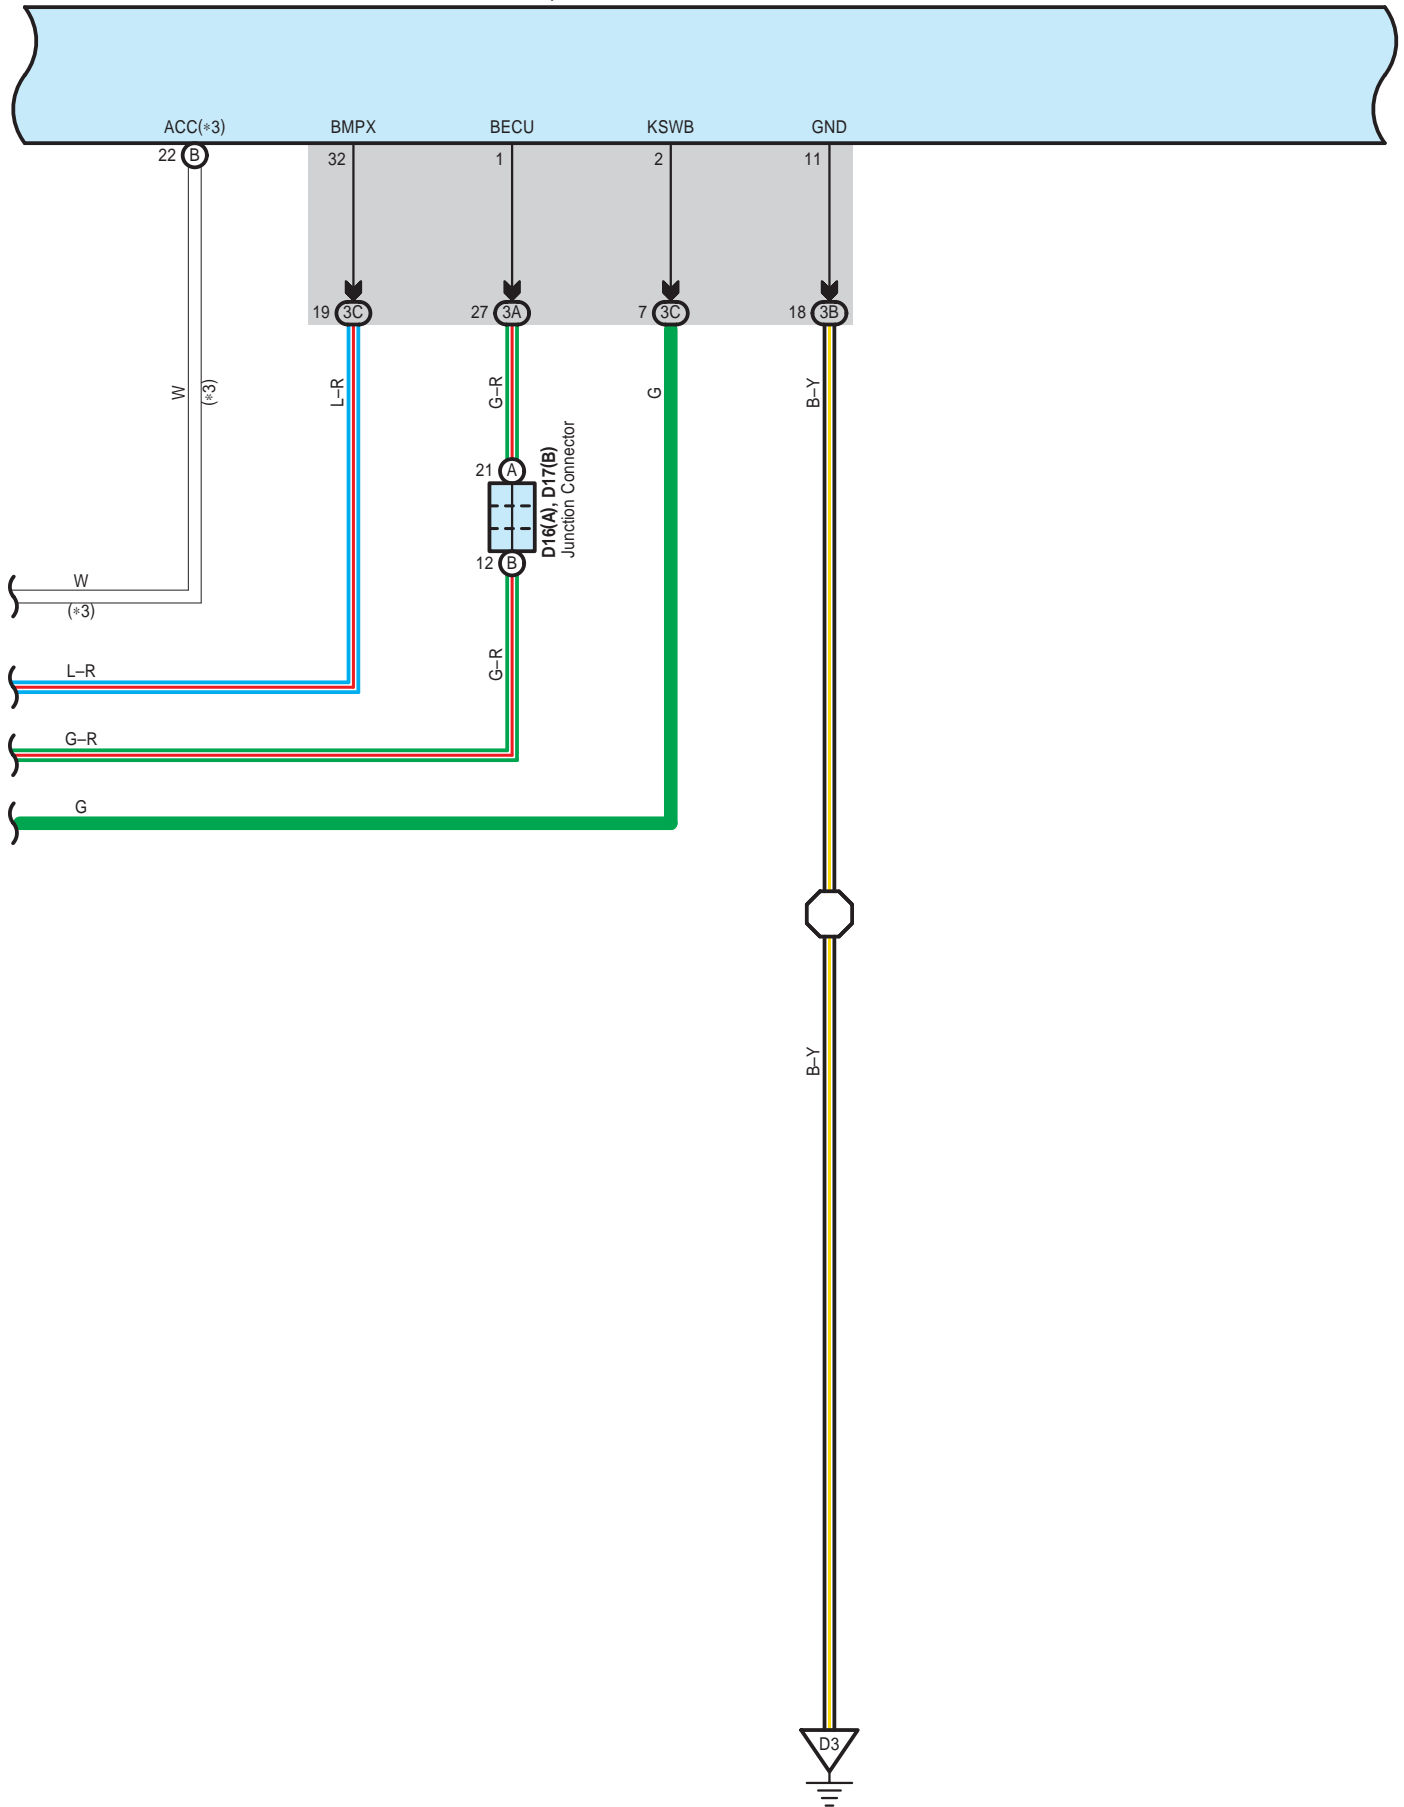 ACC(∗3) BMPX BECU KSWB GND
22 B 32 1 2 11
19 3C 27 3A 7 3C 18 3B
W (∗3) L–R G–R G B–Y
21 A
D16(A), D17(B)
Junction Connector
12 B
W
(∗3)
G–R
L–R
G–R
G
B–Y
D3